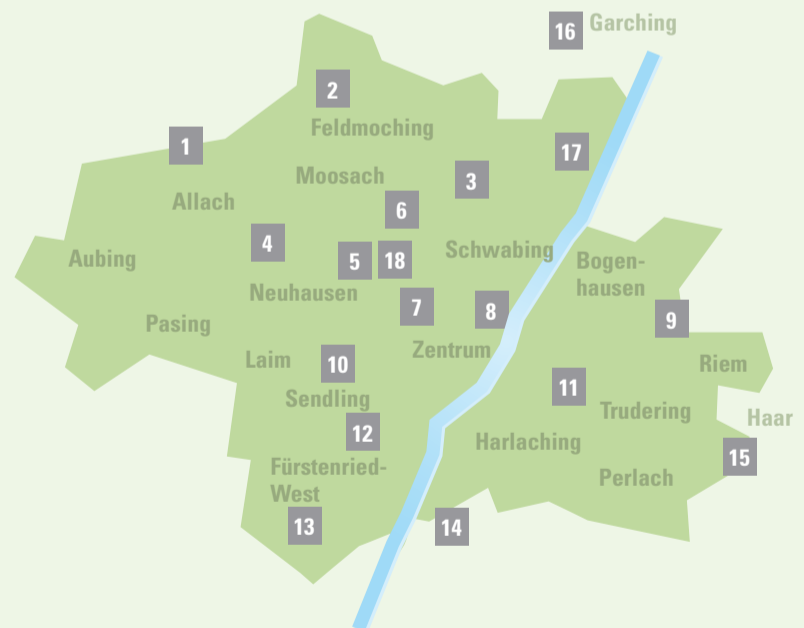 16 Garching
2
Feldmoching
1
17
Moosach
3
Allach
6
4
Schwabing
Aubing
5
18
Bogen-
hausen
Neuhausen
7
8
9
Pasing
Zentrum
Laim
10
Riem
11
Sendling
Trudering
Haar
12
Harlaching
15
Fürstenried-
West
Perlach
13
14